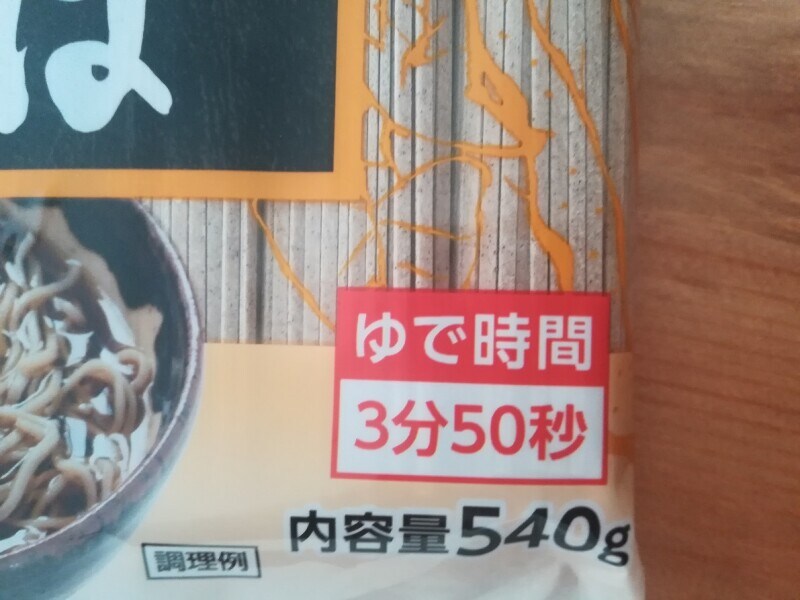 ば
ゆで時間
3分50秒
内容量540g
調理例